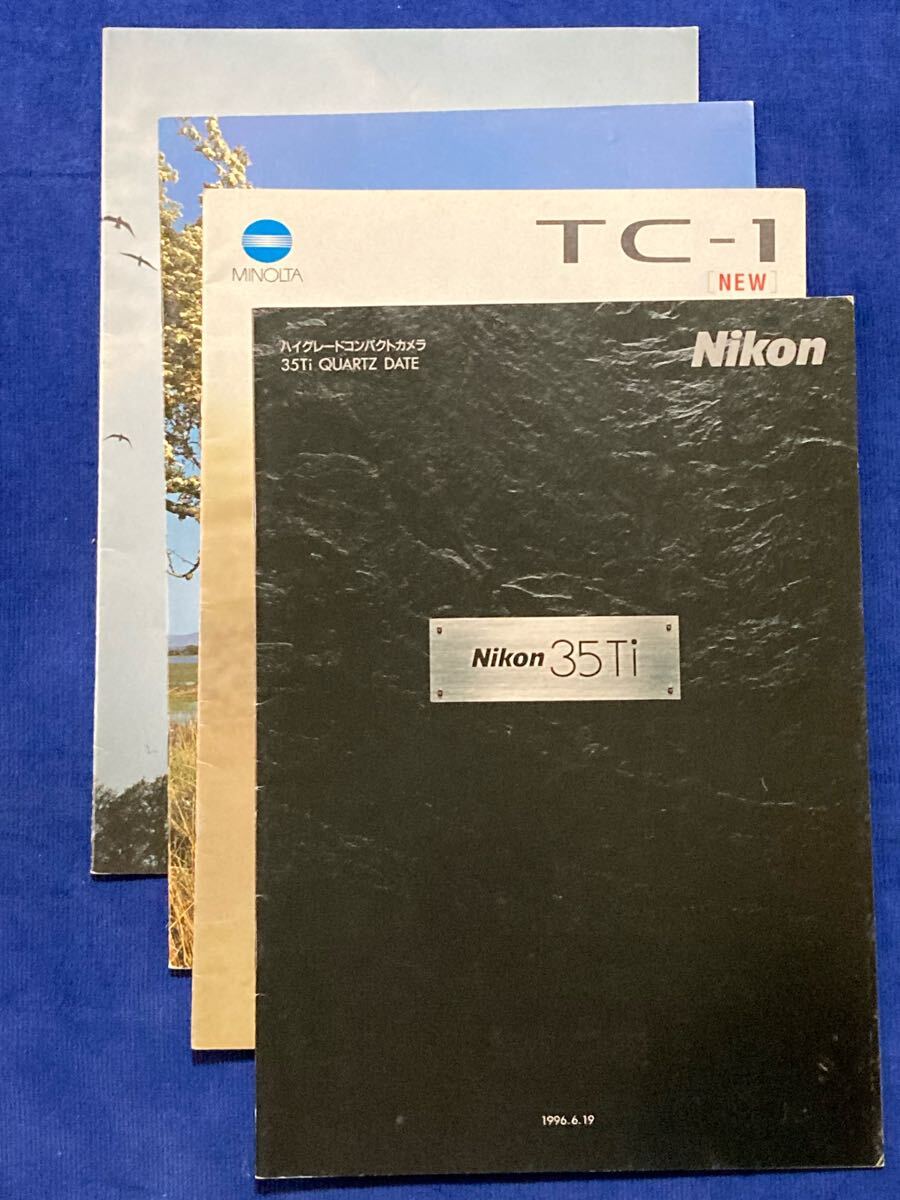 TC-1
MINOLTA
[NEW]
ハイグレードコンパクトカメラ
35Ti QUARTZ DATE
Nikon
Nikon 35Ti
1996.6.19